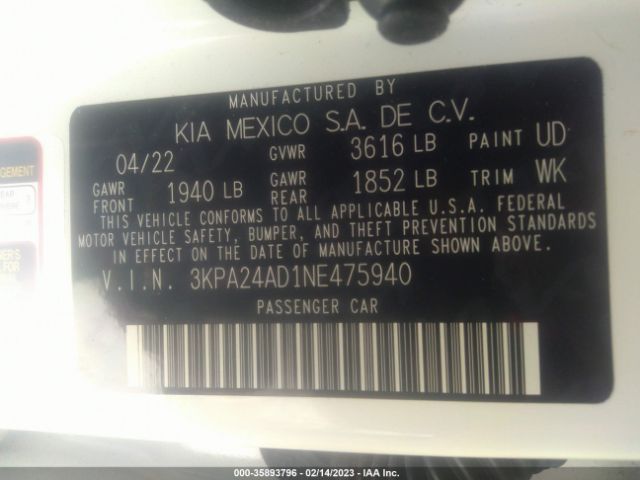 MANUFACTURED BY
KIA MEXICO S.A. DE C.V.
04/22 GVWR 3616 LB PAINT UD
GAWR FRONT 1940 LB GAWR REAR 1852 LB TRIM WK
THIS VEHICLE CONFORMS TO ALL APPLICABLE U.S.A. FEDERAL
MOTOR VEHICLE SAFETY, BUMPER, AND THEFT PREVENTION STANDARDS
IN EFFECT ON THE DATE OF MANUFACTURE SHOWN ABOVE.
V.I.N. 3KPA24AD1NE475940
PASSENGER CAR
000-35893796 - 02/14/2023 - IAA Inc.